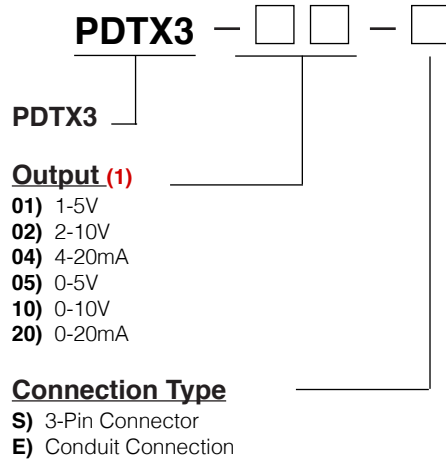 PDTX3 – □ □ – □
PDTX3
Output (1)
01) 1-5V
02) 2-10V
04) 4-20mA
05) 0-5V
10) 0-10V
20) 0-20mA
Connection Type
S) 3-Pin Connector
E) Conduit Connection